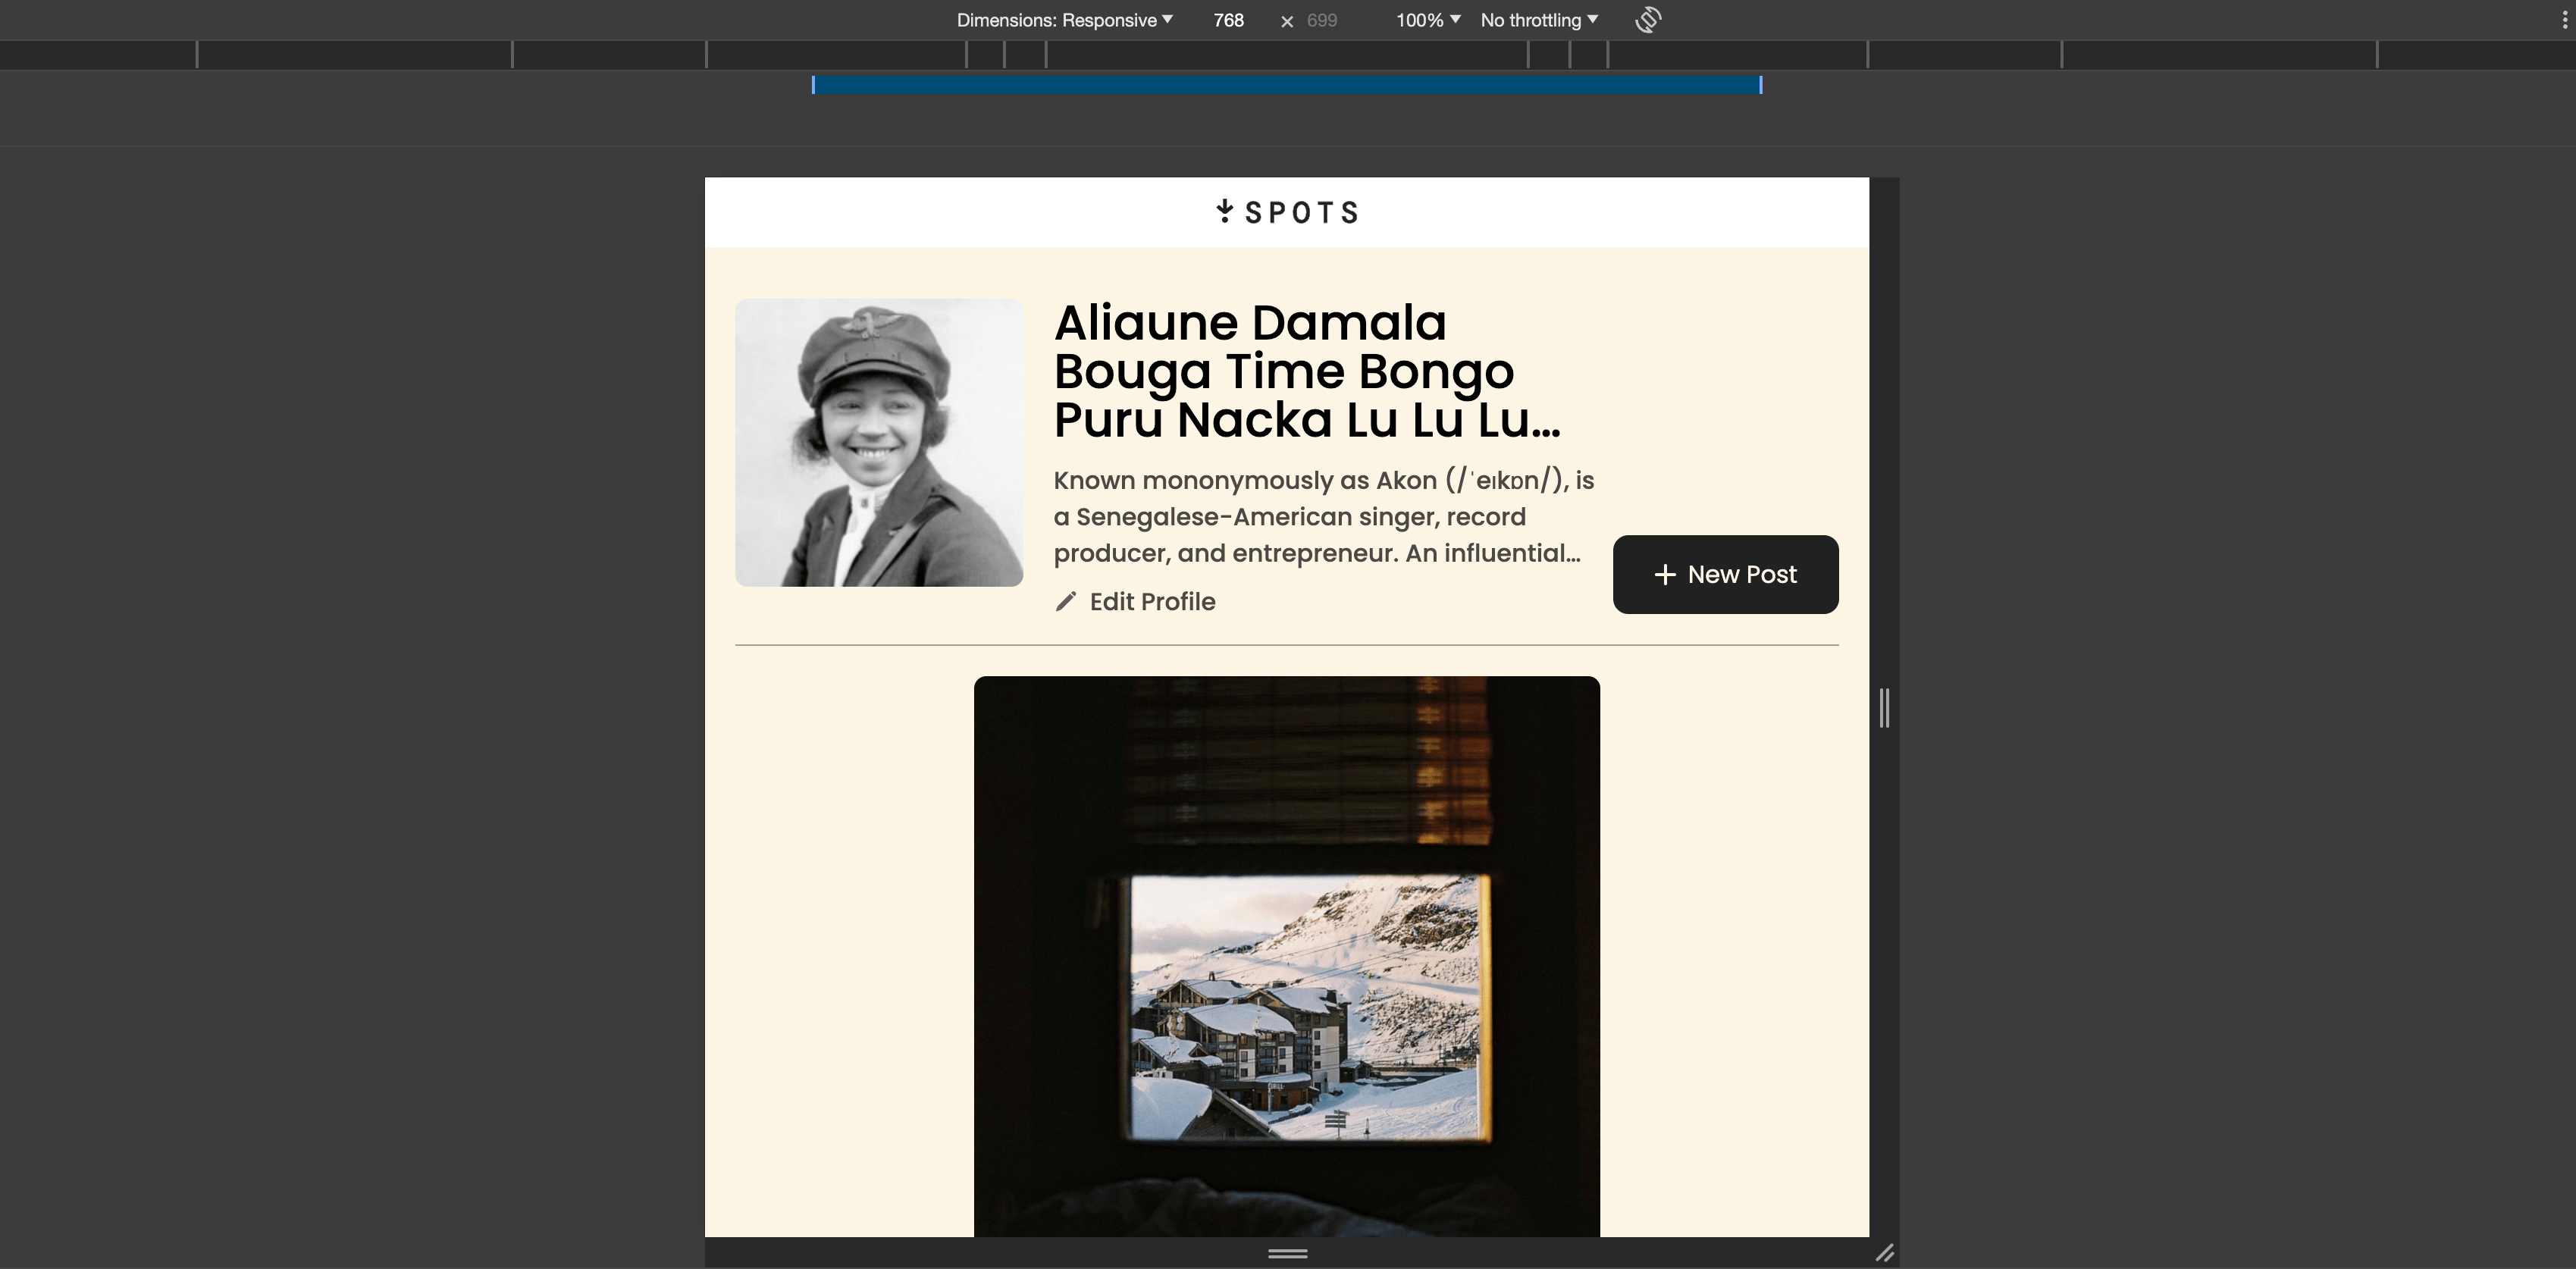 Dimensions: Responsive 768 × 699 100% No throttling
SPOTS
Aliaune Damala
Bouga Time Bongo
Puru Nacka Lu Lu Lu...
Known mononymously as Akon (/ˈeɪkɒn/), is
a Senegalese-American singer, record
producer, and entrepreneur. An influential...
Edit Profile
+ New Post